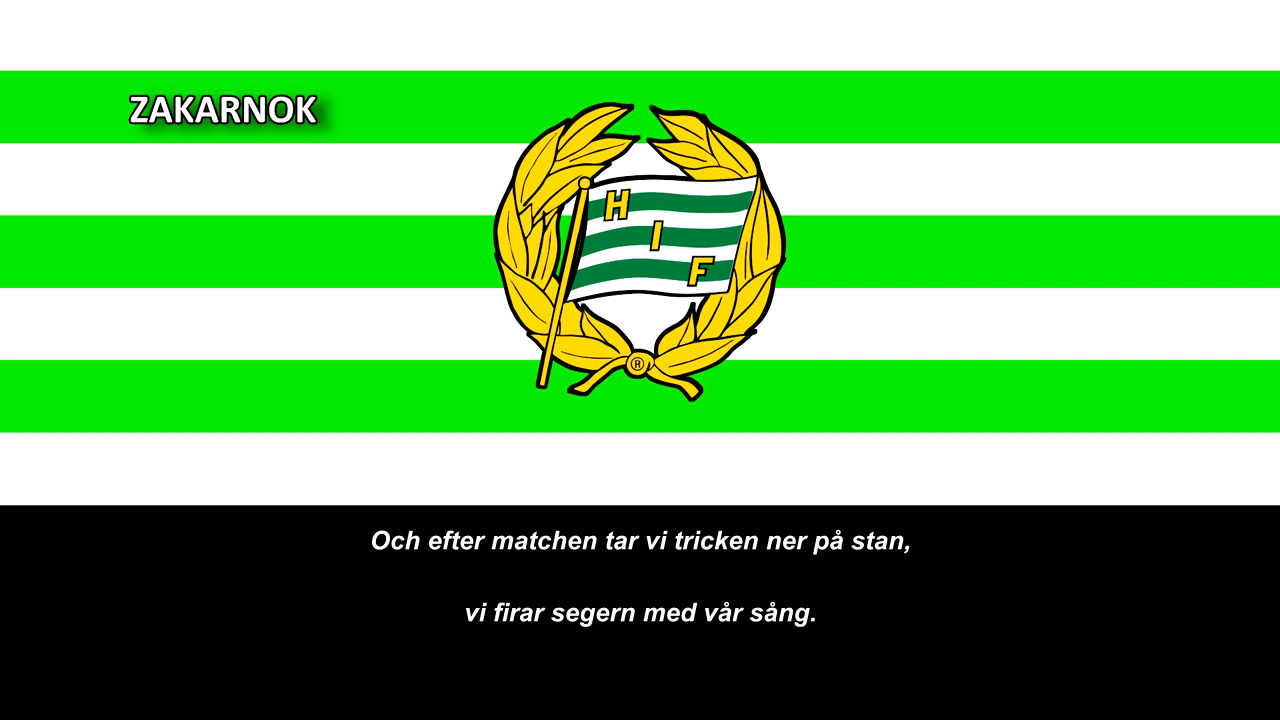 ZAKARNOK
H
I
F
®
Och efter matchen tar vi tricken ner på stan,
vi firar segern med vår sång.